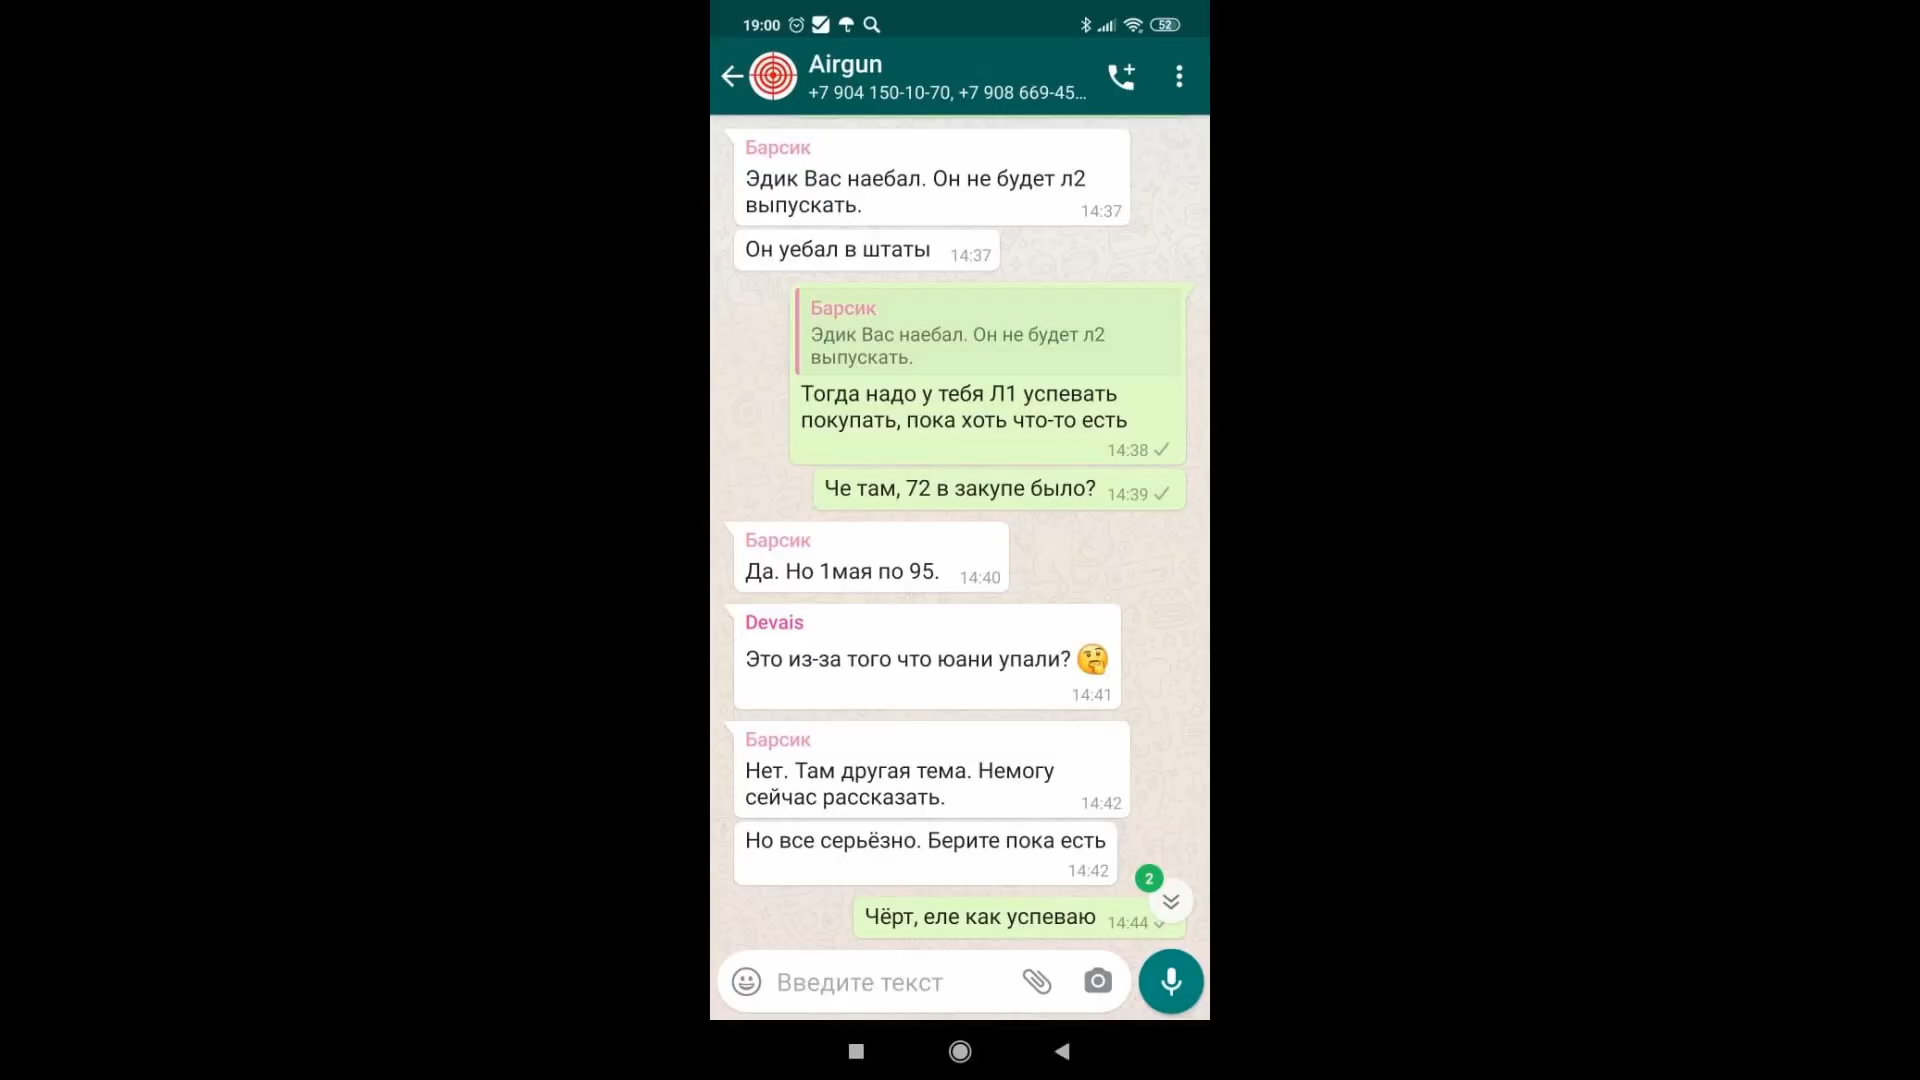 19:00
52
Airgun
+7 904 150-10-70, +7 908 669-45...
Барсик
Эдик Вас наебал. Он не будет л2
выпускать.
14:37
Он уебал в штаты 14:37
Барсик
Эдик Вас наебал. Он не будет л2
выпускать.
Тогда надо у тебя Л1 успевать
покупать, пока хоть что-то есть
14:38
Че там, 72 в закупе было? 14:39
Барсик
Да. Но 1мая по 95. 14:40
Devais
Это из-за того что юани упали? 🤔
14:41
Барсик
Нет. Там другая тема. Немогу
сейчас рассказать.
14:42
Но все серьёзно. Берите пока есть
14:42
2
Чёрт, еле как успеваю 14:44
Введите текст